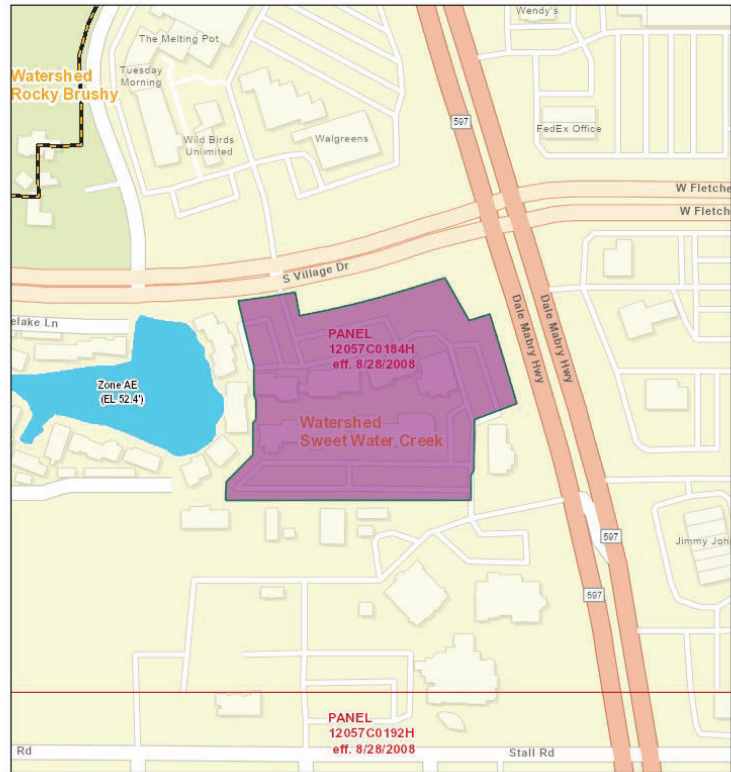 Wendy's
The Melting Pot
Watershed
Rocky Brushy
Tuesday
Morning
597
FedEx Office
Wild Birds
Unlimited
Walgreens
W Fletche
W Fletche
S Village Dr
elake Ln
Dale Mabry Hwy
Dale Mabry Hwy
PANEL
12057C0184H
eff. 8/28/2008
Zone AE
(EL 52.4')
Watershed
Sweet Water Creek
597
Jimmy John
597
PANEL
12057C0192H
eff. 8/28/2008
Rd
Stall Rd